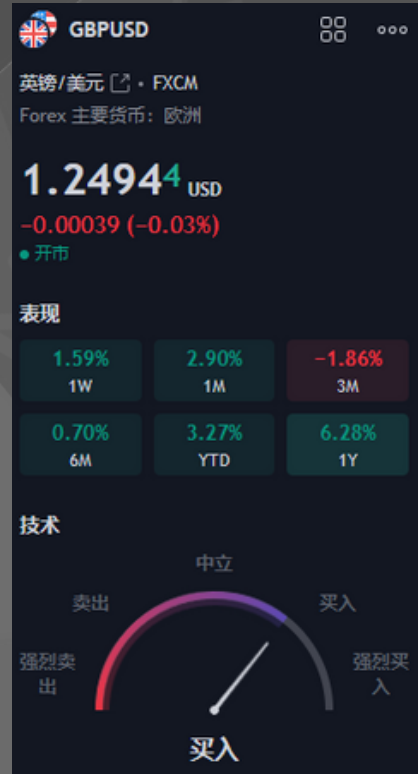 GBPUSD
英镑/美元 · FXCM
Forex 主要货币：欧洲
1.24944 USD
−0.00039 (−0.03%)
开市
表现
1.59% 2.90% −1.86%
1W 1M 3M
0.70% 3.27% 6.28%
6M YTD 1Y
技术
中立
卖出 买入
强烈卖 强烈买
出 入
买入